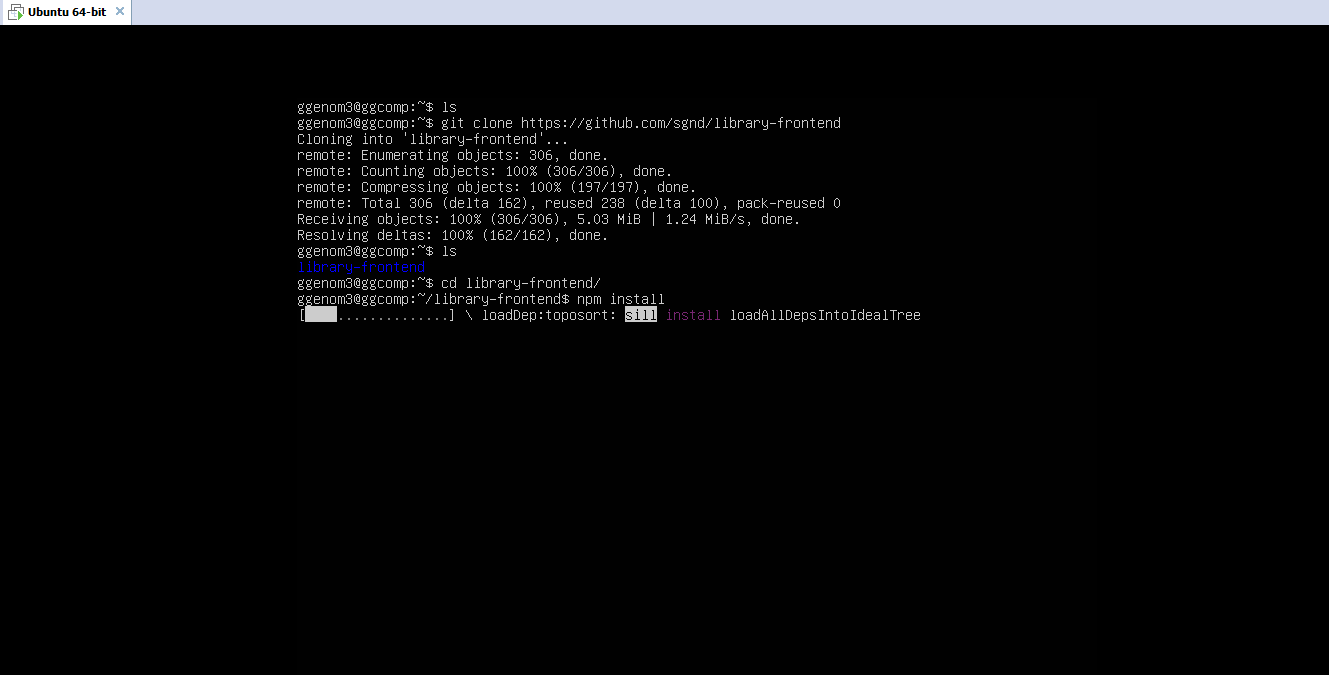 Ubuntu 64-bit
ggenom3@ggcomp:~$ ls
ggenom3@ggcomp:~$ git clone https://github.com/sgnd/library-frontend
Cloning into 'library-frontend'...
remote: Enumerating objects: 306, done.
remote: Counting objects: 100% (306/306), done.
remote: Compressing objects: 100% (197/197), done.
remote: Total 306 (delta 162), reused 238 (delta 100), pack-reused 0
Receiving objects: 100% (306/306), 5.03 MiB | 1.24 MiB/s, done.
Resolving deltas: 100% (162/162), done.
ggenom3@ggcomp:~$ ls
library-frontend
ggenom3@ggcomp:~$ cd library-frontend/
ggenom3@ggcomp:~/library-frontend$ npm install
[    ..............] \ loadDep:toposort: sill install loadAllDepsIntoIdealTree